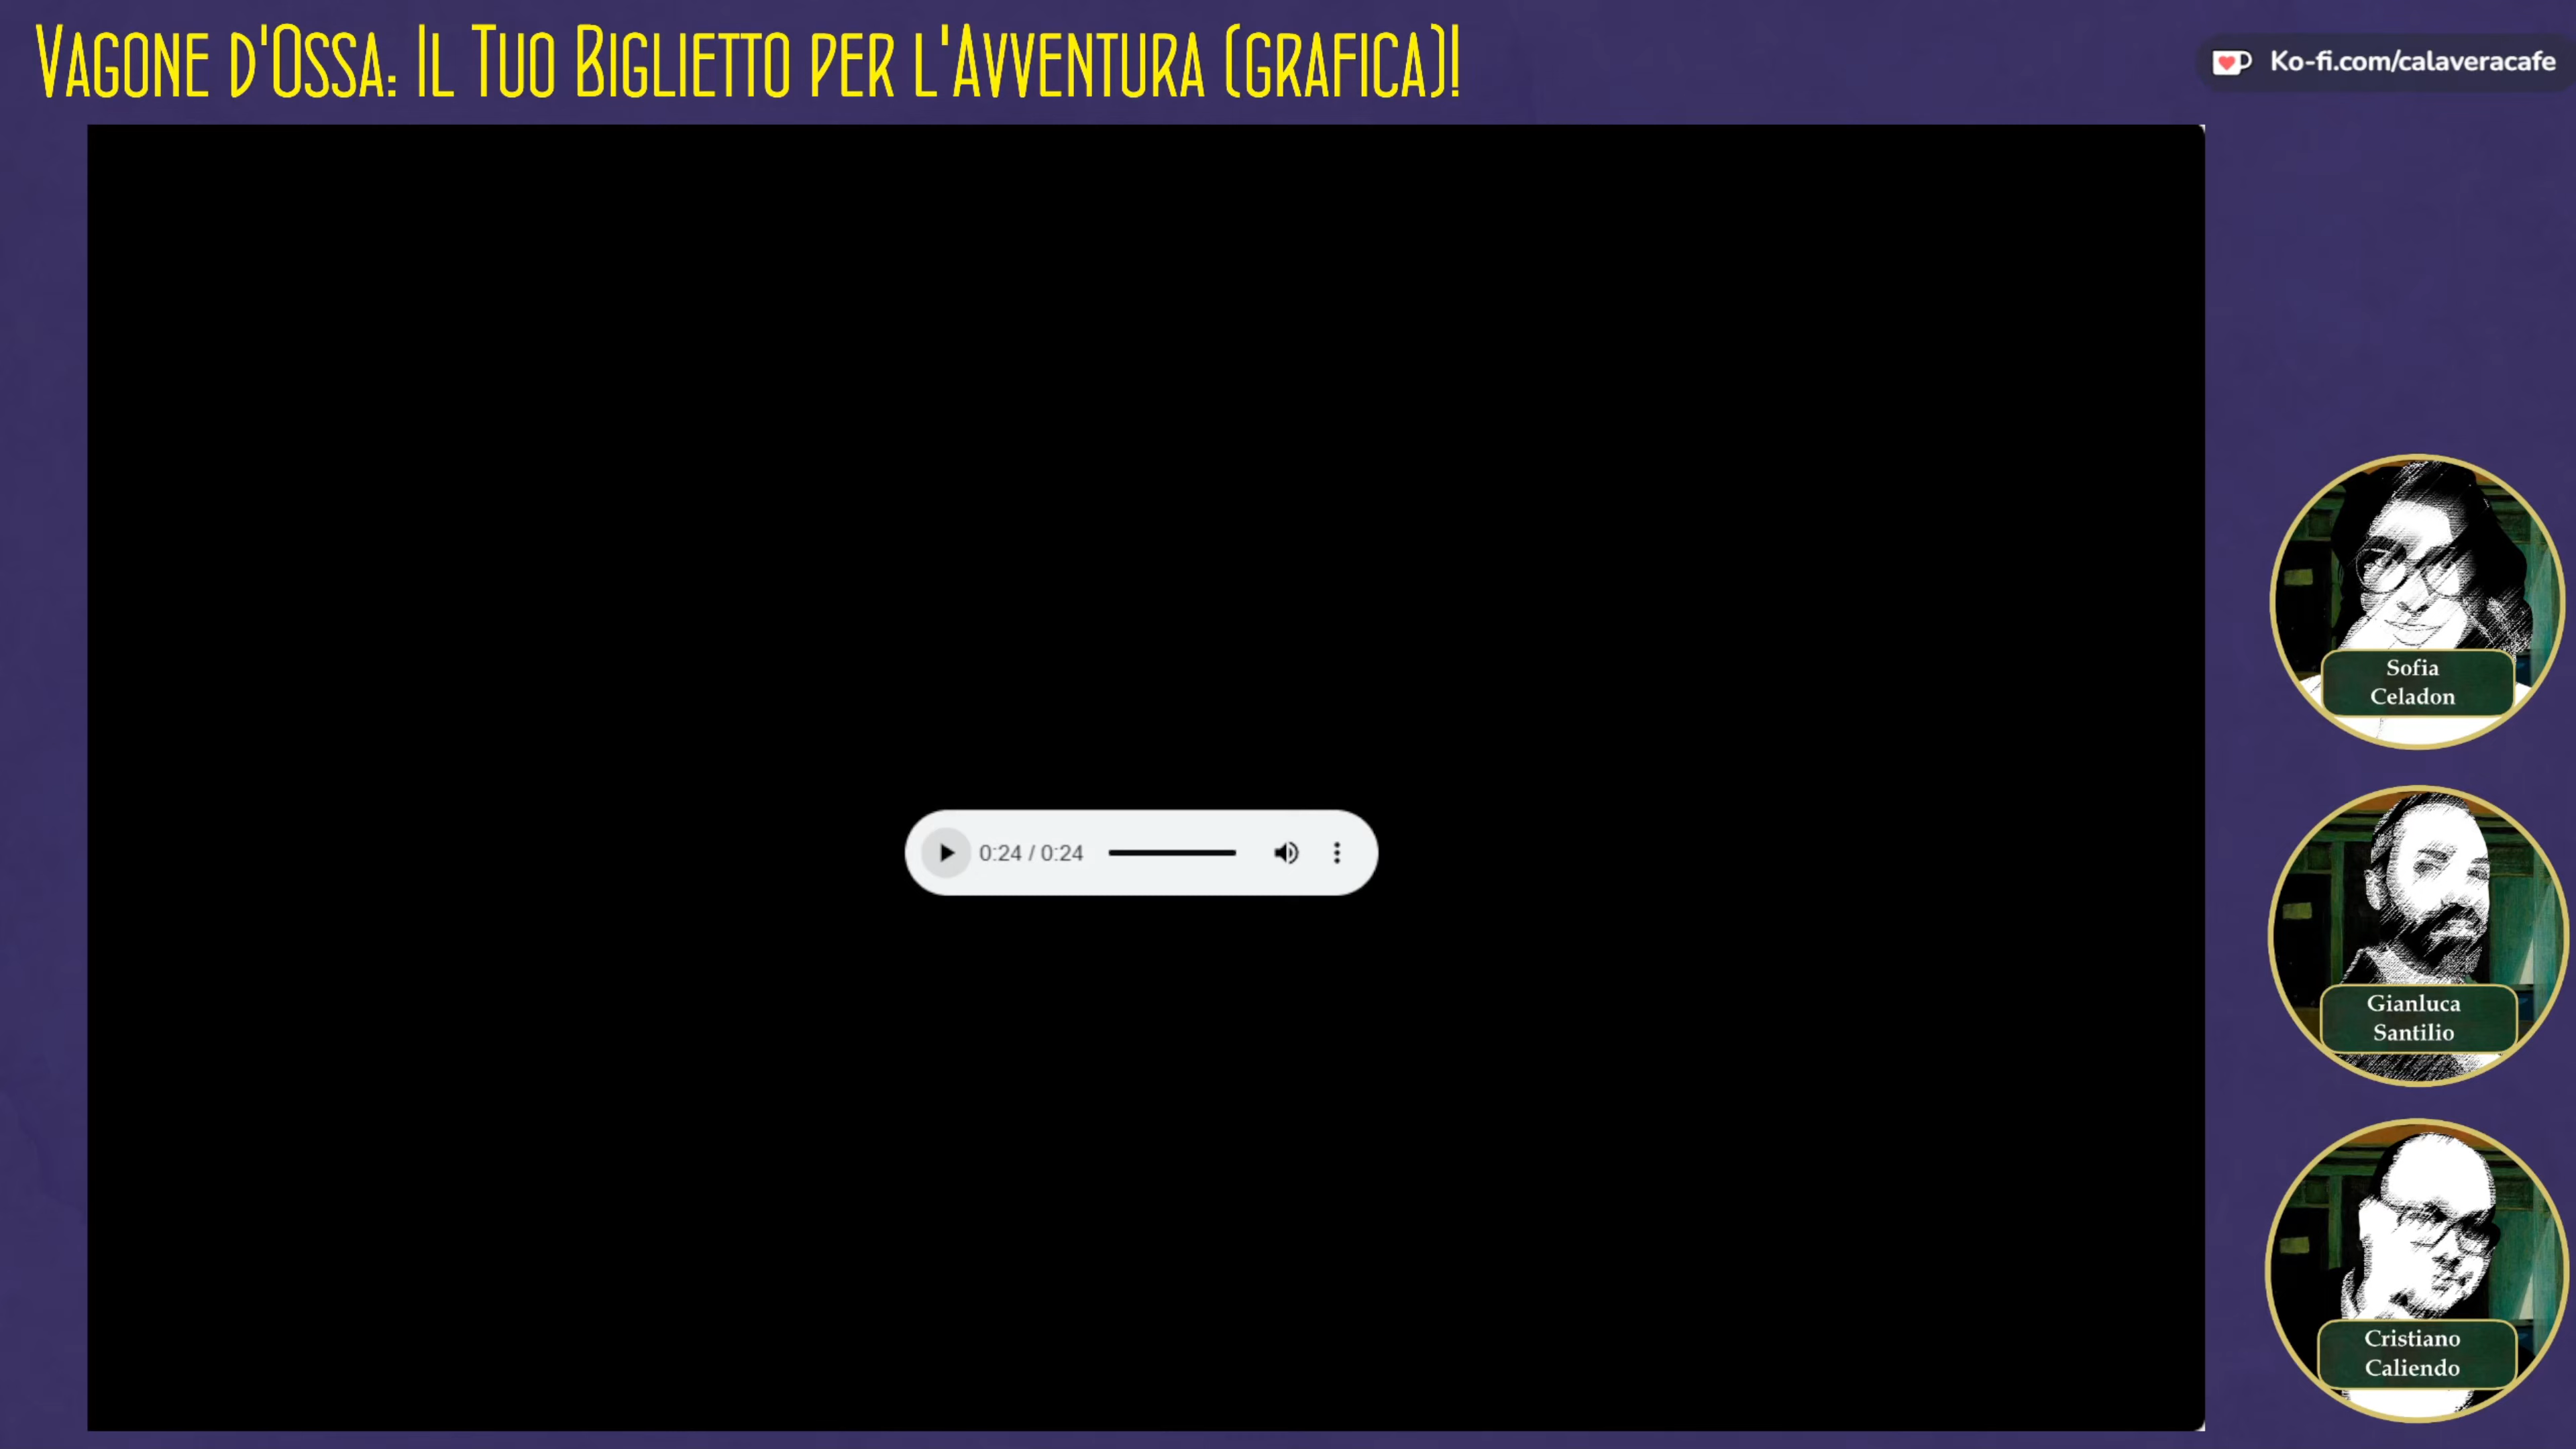 Vagone d'Ossa: Il Tuo Biglietto per l'Avventura (grafica)!
Ko-fi.com/calaveracafe
Sofia
Celadon
0:24 / 0:24
Gianluca
Santilio
Cristiano
Caliendo